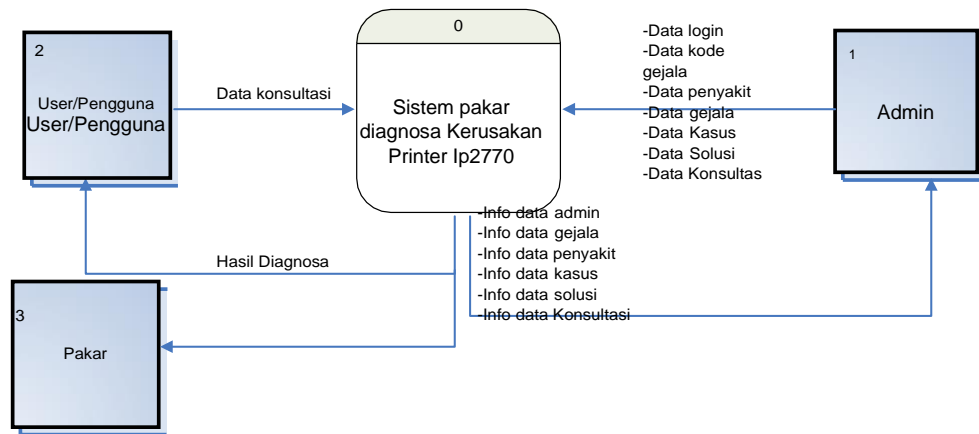 2
User/Pengguna
User/Pengguna
Data konsultasi
0
Sistem pakar
diagnosa Kerusakan
Printer Ip2770
-Data login
-Data kode
gejala
-Data penyakit
-Data gejala
-Data Kasus
-Data Solusi
-Data Konsultas
1
Admin
-Info data admin
-Info data gejala
-Info data penyakit
-Info data kasus
-Info data solusi
-Info data Konsultasi
Hasil Diagnosa
3
Pakar